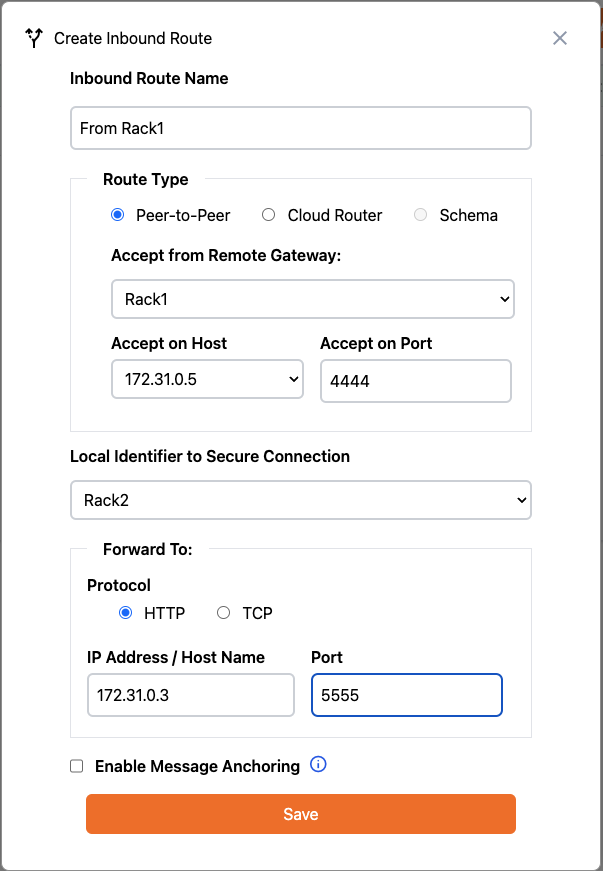 Create Inbound Route
Inbound Route Name
From Rack1
Route Type
Peer-to-Peer Cloud Router Schema
Accept from Remote Gateway:
Rack1
Accept on Host Accept on Port
172.31.0.5 4444
Local Identifier to Secure Connection
Rack2
Forward To:
Protocol
HTTP TCP
IP Address / Host Name Port
172.31.0.3 5555
Enable Message Anchoring
Save